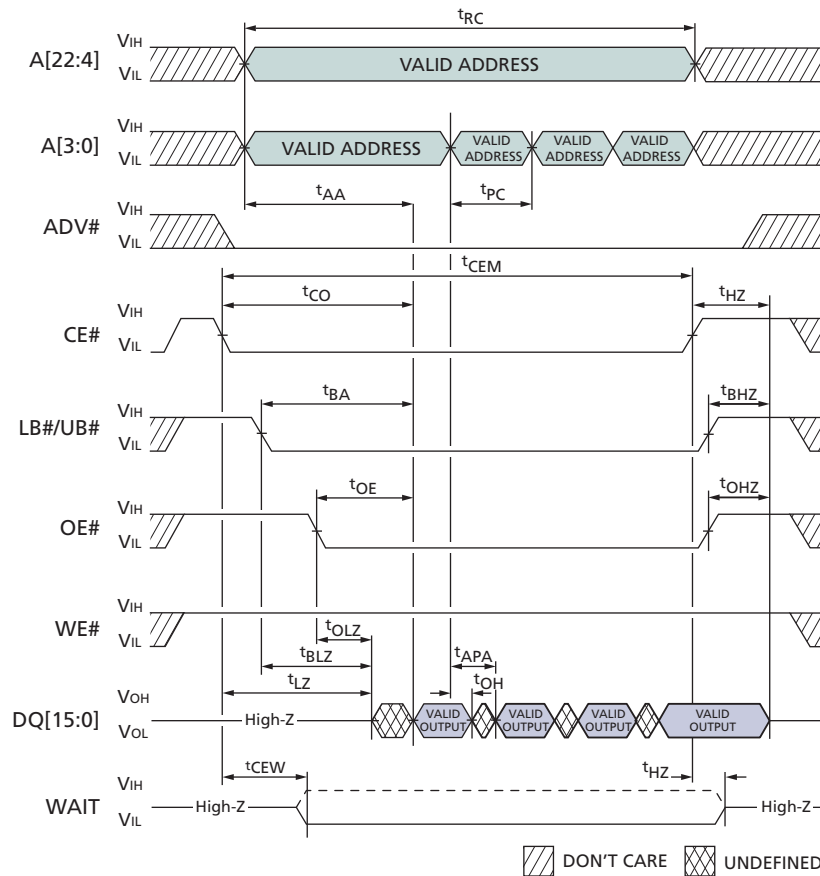 tRC
VIH
A[22:4]
VALID ADDRESS
VIL
VIH
A[3:0]
VALID ADDRESS
VALID ADDRESS
VALID ADDRESS
VALID ADDRESS
VIL
tAA
tPC
VIH
ADV#
VIL
tCEM
tCO
tHZ
VIH
CE#
VIL
tBA
tBHZ
VIH
LB#/UB#
VIL
tOE
tOHZ
VIH
OE#
VIL
VIH
WE#
VIL
tOLZ
tBLZ
tAPA
tLZ
tOH
VOH
DQ[15:0]
High-Z
VALID OUTPUT
VALID OUTPUT
VALID OUTPUT
VALID OUTPUT
VOL
tCEW
tHZ
VIH
WAIT
High-Z
High-Z
VIL
DON'T CARE
UNDEFINED